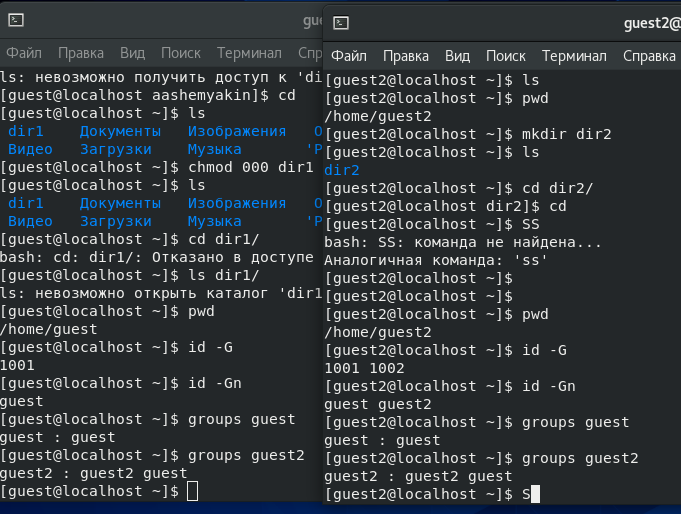 gue
Файл Правка Вид Поиск Терминал Спр
ls: невозможно получить доступ к 'di
[guest@localhost aashemyakin]$ cd
[guest@localhost ~]$ ls
dir1 Документы Изображения О
Видео Загрузки Музыка 'Р
[guest@localhost ~]$ chmod 000 dir1
[guest@localhost ~]$ ls
dir1 Документы Изображения О
Видео Загрузки Музыка 'Р
[guest@localhost ~]$ cd dir1/
bash: cd: dir1/: Отказано в доступе
[guest@localhost ~]$ ls dir1/
ls: невозможно открыть каталог 'dir1
[guest@localhost ~]$ pwd
/home/guest
[guest@localhost ~]$ id -G
1001
[guest@localhost ~]$ id -Gn
guest
[guest@localhost ~]$ groups guest
guest : guest
[guest@localhost ~]$ groups guest2
guest2 : guest2 guest
[guest@localhost ~]$
guest2@
Файл Правка Вид Поиск Терминал Справка
[guest2@localhost ~]$ ls
[guest2@localhost ~]$ pwd
/home/guest2
[guest2@localhost ~]$ mkdir dir2
[guest2@localhost ~]$ ls
dir2
[guest2@localhost ~]$ cd dir2/
[guest2@localhost dir2]$ cd
[guest2@localhost ~]$ SS
bash: SS: команда не найдена...
Аналогичная команда: 'ss'
[guest2@localhost ~]$
[guest2@localhost ~]$
[guest2@localhost ~]$ pwd
/home/guest2
[guest2@localhost ~]$ id -G
1001 1002
[guest2@localhost ~]$ id -Gn
guest guest2
[guest2@localhost ~]$ groups guest
guest : guest
[guest2@localhost ~]$ groups guest2
guest2 : guest2 guest
[guest2@localhost ~]$ S